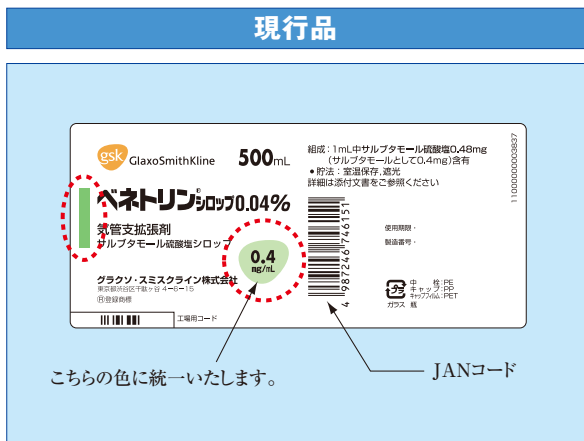 現行品
gsk GlaxoSmithKline 500mL
ベネトリン®シロップ0.04%
気管支拡張剤
サルブタモール硫酸塩シロップ
0.4
mg/mL
グラクソ・スミスクライン株式会社
東京都渋谷区千駄ヶ谷 4-6-15
Ⓡ登録商標
工場用コード
組成:1mL中サルブタモール硫酸塩0.48mg
(サルブタモールとして0.4mg)含有
•貯法:室温保存,遮光
詳細は添付文書をご参照ください
4 987246 746151
使用期限・
製造番号・
プラ
中 栓:PE
キャップ:PP
キャップフィルム:PET
ガラス 瓶
11000000003837
こちらの色に統一いたします。
JANコード